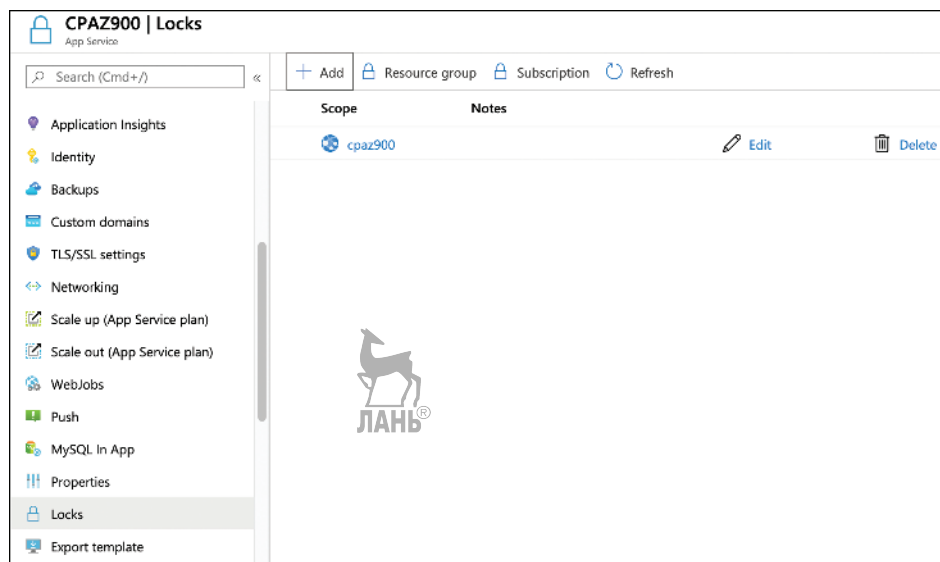 CPAZ900 | Locks
App Service
Search (Cmd+/)
«
Add
Resource group
Subscription
Refresh
Scope
Notes
cpaz900
Edit
Delete
Application Insights
Identity
Backups
Custom domains
TLS/SSL settings
Networking
Scale up (App Service plan)
Scale out (App Service plan)
WebJobs
Push
MySQL In App
Properties
Locks
Export template
ЛАНЬ®